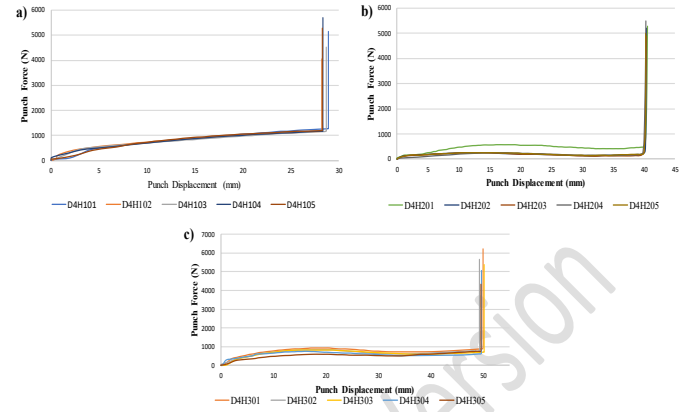 a)
6000
5000
4000
3000
2000
1000
0
Punch Force (N)
0 5 10 15 20 25 30
Punch Displacement (mm)
D4H101 D4H102 D4H103 D4H104 D4H105
b)
6000
5000
4000
3000
2000
1000
0
Punch Force (N)
0 5 10 15 20 25 30 35 40 45
Punch Displacement (mm)
D4H201 D4H202 D4H203 D4H204 D4H205
c)
7000
6000
5000
4000
3000
2000
1000
0
Punch Force (N)
0 10 20 30 40 50
Punch Displacement (mm)
D4H301 D4H302 D4H303 D4H304 D4H305
version